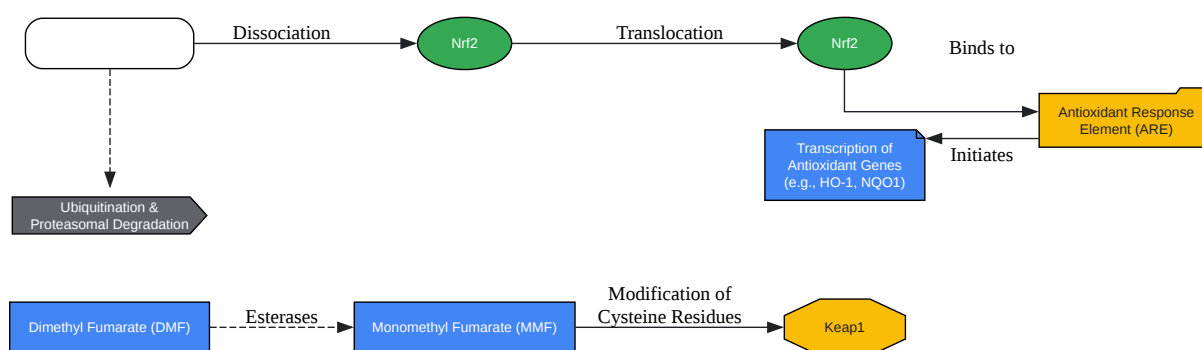 Dissociation
Nrf2
Translocation
Nrf2
Binds to
Antioxidant Response
Element (ARE)
Initiates
Transcription of
Antioxidant Genes
(e.g., HO-1, NQO1)
Ubiquitination &
Proteasomal Degradation
Dimethyl Fumarate (DMF)
Esterases
Monomethyl Fumarate (MMF)
Modification of
Cysteine Residues
Keap1